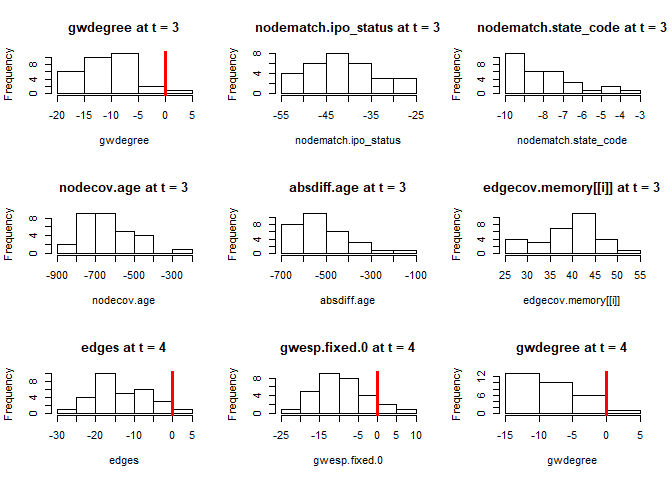 gwdegree at t = 3
Frequency
0 4 8
-20 -15 -10 -5 0 5
gwdegree
nodematch.ipo_status at t = 3
Frequency
0 4 8
-55 -45 -35 -25
nodematch.ipo_status
nodematch.state_code at t = 3
Frequency
0 4 8
-10 -8 -7 -6 -5 -4 -3
nodematch.state_code
nodecov.age at t = 3
Frequency
0 4 8
-900 -700 -500 -300
nodecov.age
absdiff.age at t = 3
Frequency
0 4 8
-700 -500 -300 -100
absdiff.age
edgecov.memory[[i]] at t = 3
Frequency
0 4 8
25 30 35 40 45 50 55
edgecov.memory[[i]]
edges at t = 4
Frequency
0 4 8
-30 -20 -10 0 5
edges
gwesp.fixed.0 at t = 4
Frequency
0 4 8
-25 -15 -5 0 5 10
gwesp.fixed.0
gwdegree at t = 4
Frequency
0 6 12
-15 -10 -5 0 5
gwdegree